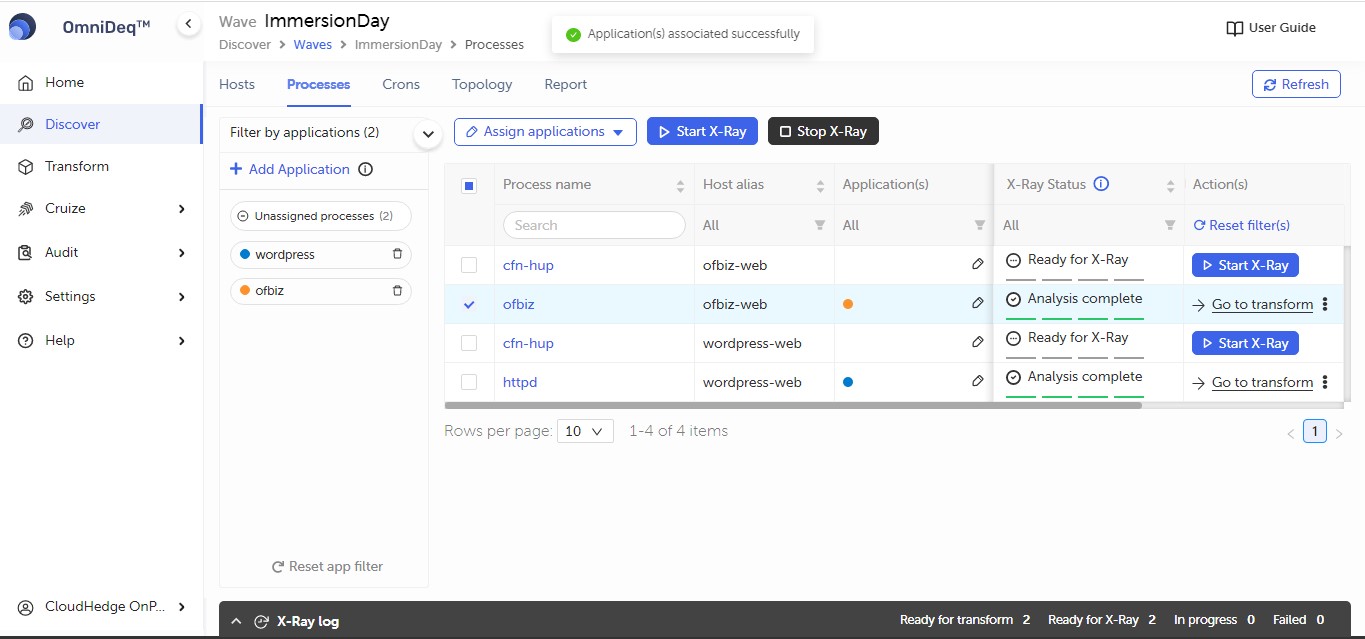 OmniDeq™
Wave ImmersionDay
Discover > Waves > ImmersionDay > Processes
Application(s) associated successfully
User Guide
Home
Discover
Transform
Cruize
Audit
Settings
Help
CloudHedge OnP...
Hosts Processes Crons Topology Report
Refresh
Filter by applications (2)
Add Application
Unassigned processes (2)
wordpress
ofbiz
Reset app filter
Assign applications Start X-Ray Stop X-Ray
Process name Host alias Application(s) X-Ray Status Action(s)
Search All All All Reset filter(s)
cfn-hup ofbiz-web Ready for X-Ray Start X-Ray
ofbiz ofbiz-web Analysis complete Go to transform
cfn-hup wordpress-web Ready for X-Ray Start X-Ray
httpd wordpress-web Analysis complete Go to transform
Rows per page: 10 1-4 of 4 items < 1 >
X-Ray log Ready for transform 2 Ready for X-Ray 2 In progress 0 Failed 0